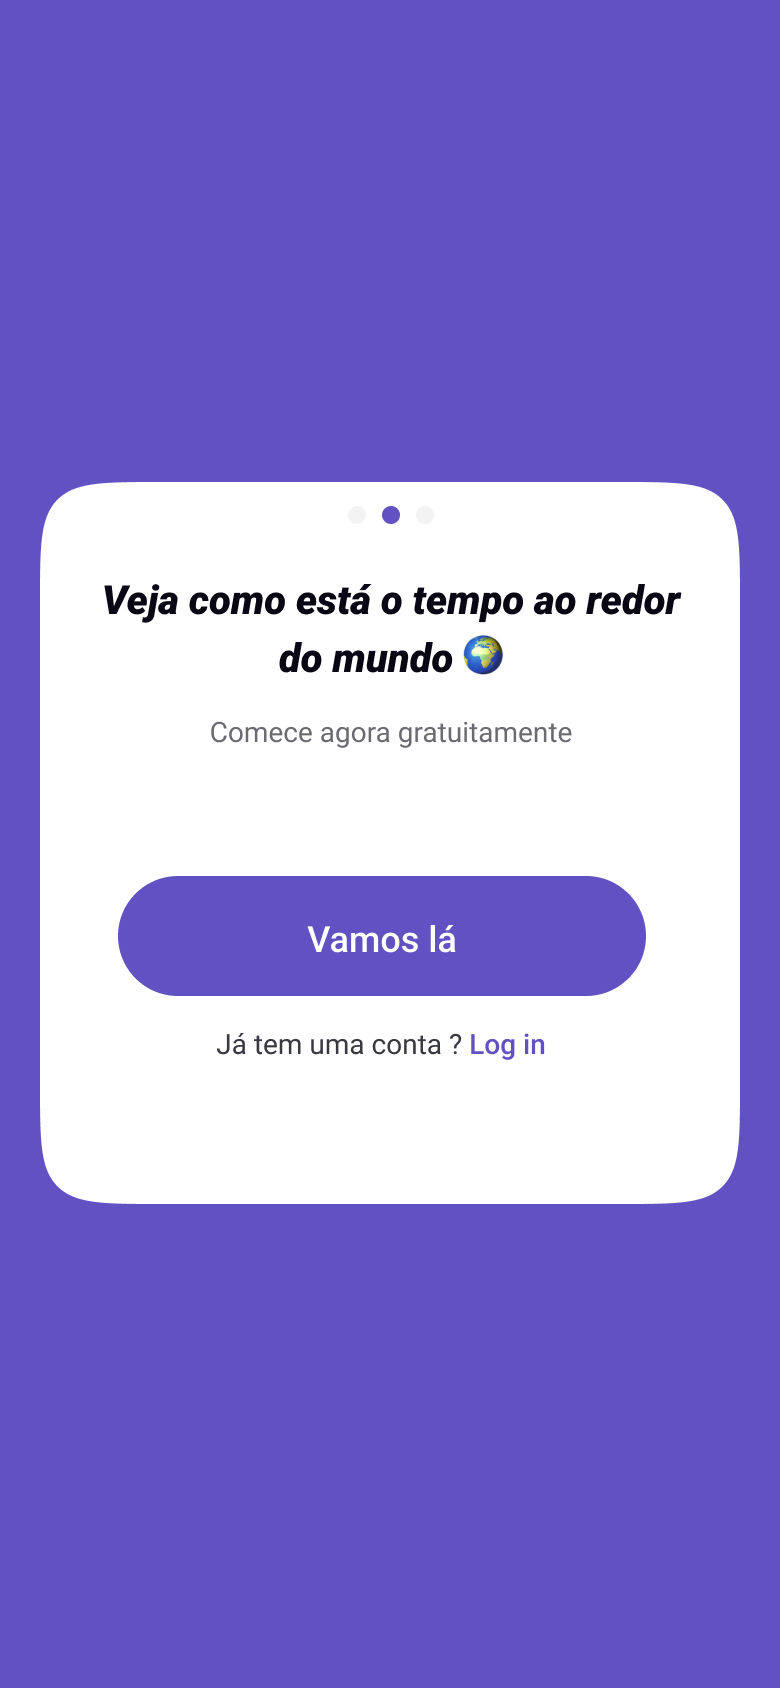 Veja como está o tempo ao redor
do mundo 🌍
Comece agora gratuitamente
Vamos lá
Já tem uma conta ? Log in